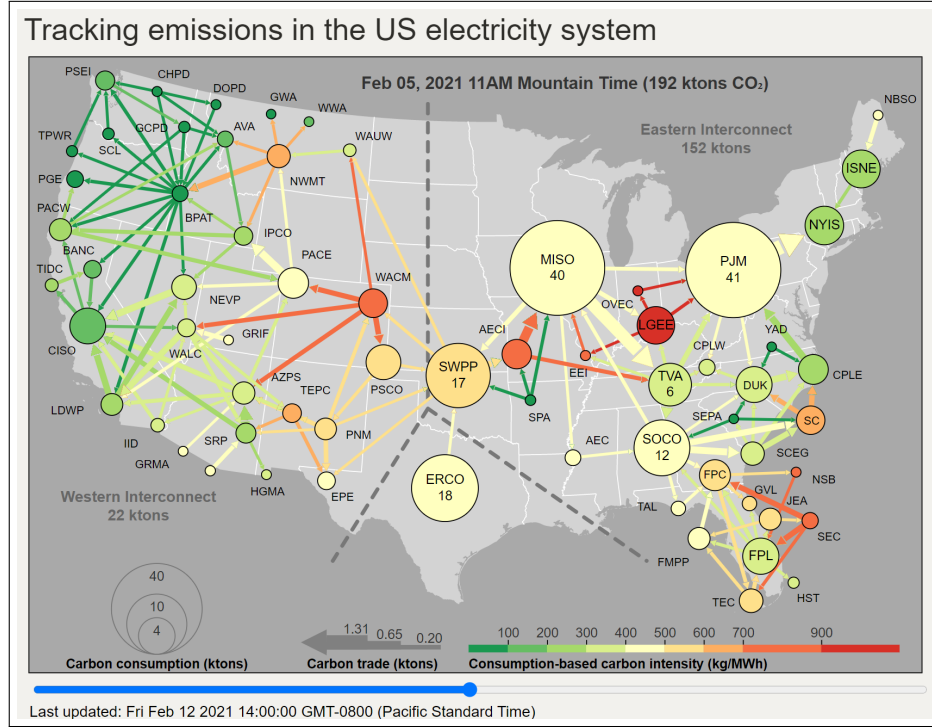 Tracking emissions in the US electricity system
Feb 05, 2021 11AM Mountain Time (192 ktons CO₂)
Eastern Interconnect
152 ktons
PSEI
CHPD
DOPD
GWA
WWA
NBSO
TPWR
SCL
GCPD
AVA
WAUW
ISNE
PGE
NWMT
PACW
BPAT
NYIS
BANC
IPCO
TIDC
PACE
WACM
MISO
40
PJM
41
NEVP
OVEC
LGEE
CISO
GRIF
AECI
CPLW
YAD
WALC
EEI
SWPP
17
PSCO
AZPS
TEPC
TVA
6
DUK
CPLE
LDWP
SPA
SEPA
SC
IID
SRP
PNM
AEC
SOCO
12
SCEG
GRMA
HGMA
EPE
ERCO
18
FPC
NSB
GVL
JEA
TAL
SEC
FMPP
FPL
HST
TEC
Western Interconnect
22 ktons
40
10
4
Carbon consumption (ktons)
1.31
0.65
0.20
Carbon trade (ktons)
100
200
300
400
500
600
700
900
Consumption-based carbon intensity (kg/MWh)
Last updated: Fri Feb 12 2021 14:00:00 GMT-0800 (Pacific Standard Time)